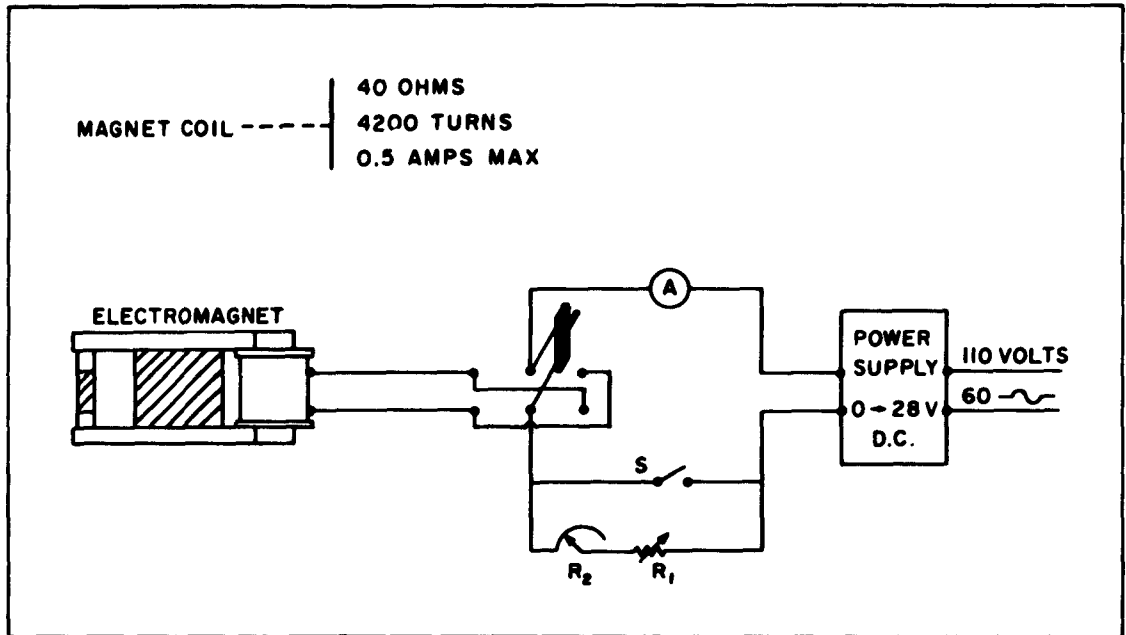 40 OHMS
MAGNET COIL
4200 TURNS
0.5 AMPS MAX
A
ELECTROMAGNET
POWER
SUPPLY
0 → 28 V
D.C.
110 VOLTS
60
S
R₂
R₁